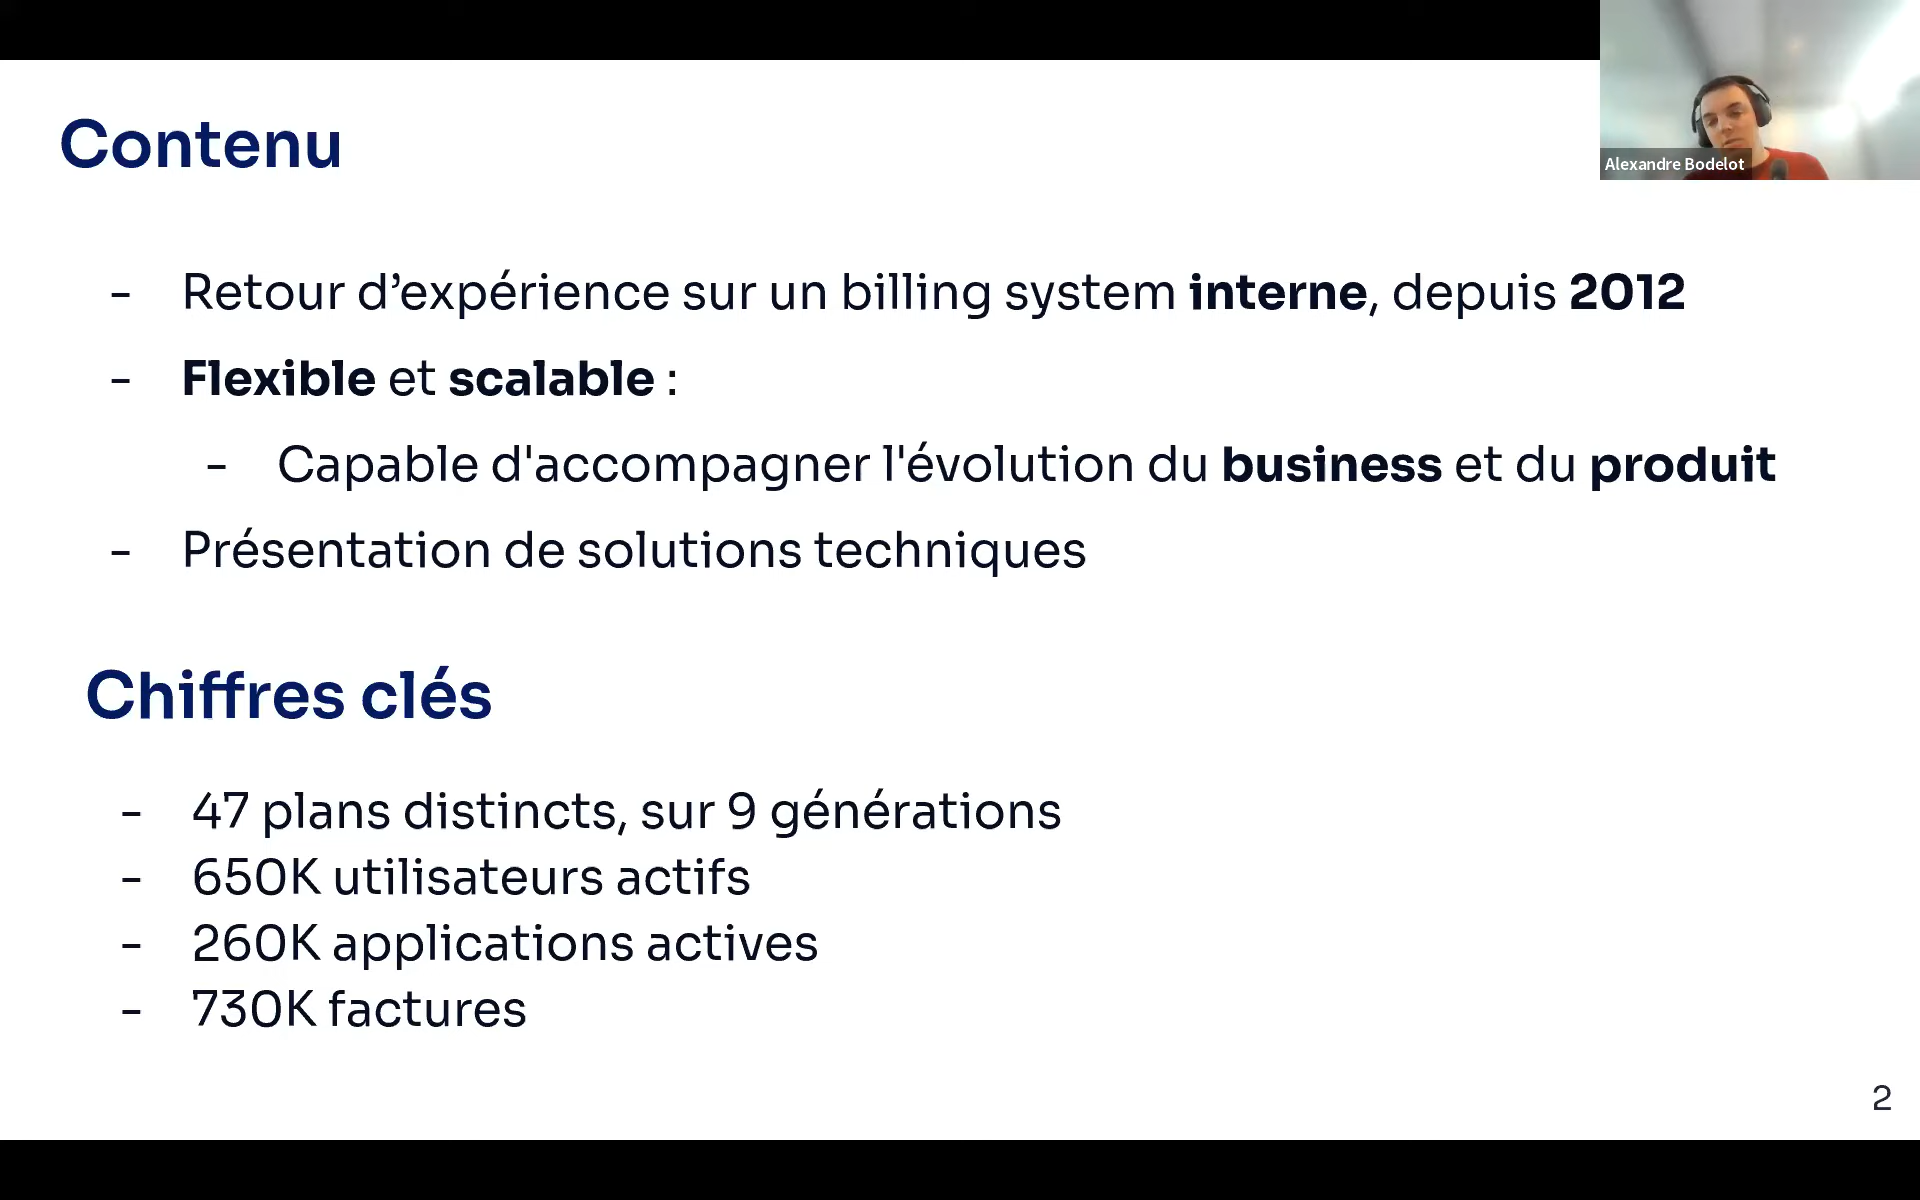 Contenu
Alexandre Bodelot
- Retour d’expérience sur un billing system interne, depuis 2012
- Flexible et scalable :
- Capable d'accompagner l'évolution du business et du produit
- Présentation de solutions techniques
Chiffres clés
- 47 plans distincts, sur 9 générations
- 650K utilisateurs actifs
- 260K applications actives
- 730K factures
2